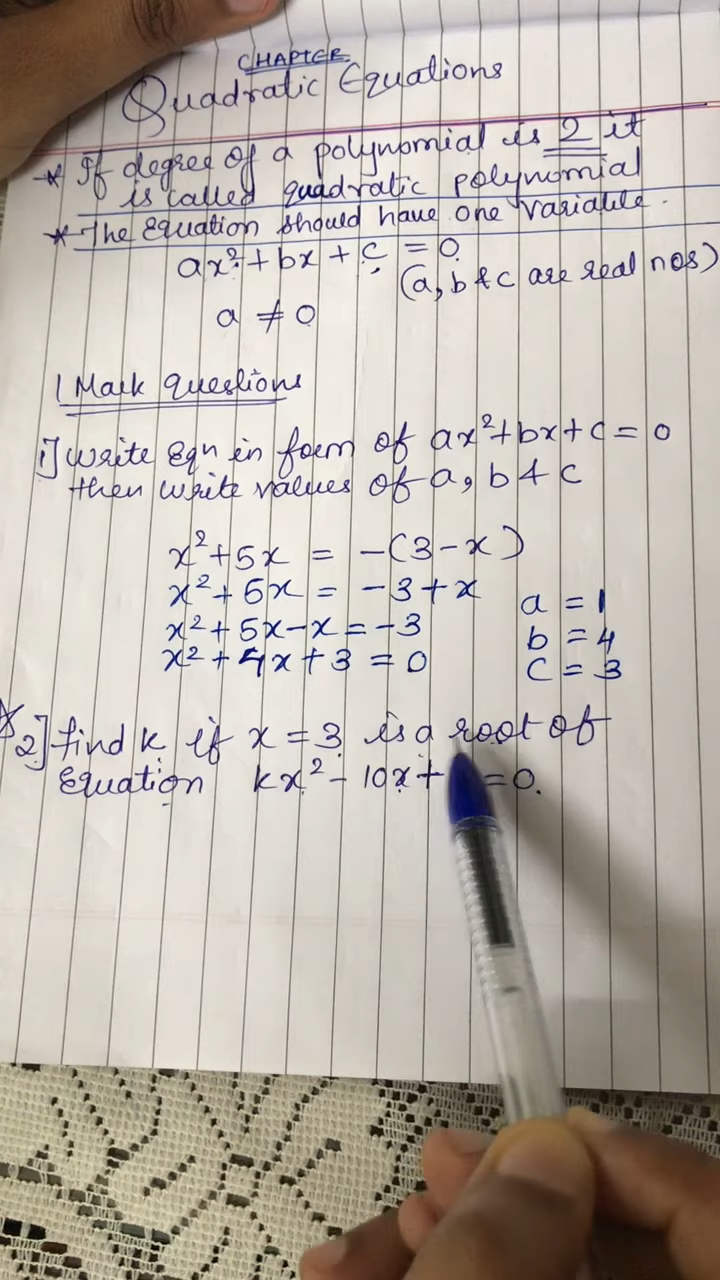 CHAPTER
Quadratic Equations
* If degree of a polynomial is 2 it
is called quadratic polynomial
* The Equation should have one variable.
ax²+bx+c = 0
(a, b & c are real nos)
a ≠ 0
1 Mark questions
1] Write Eqn in form of ax²+bx+c = 0
then write values of a, b & c
x²+5x = -(3-x)
x²+5x = -3+x
x²+5x-x = -3
x²+4x+3 = 0
a = 1
b = 4
c = 3
2] find k if x = 3 is a root of
Equation kx²-10x+ =0.